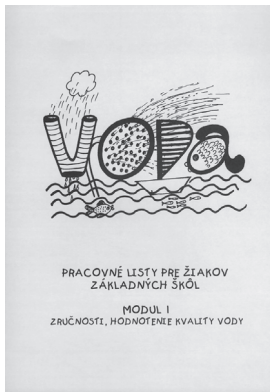 VODA
PRACOVNÉ LISTY PRE ŽIAKOV
ZÁKLADNÝCH ŠKÔL
MODUL I
ZRUČNOSTI, HODNOTENIE KVALITY VODY